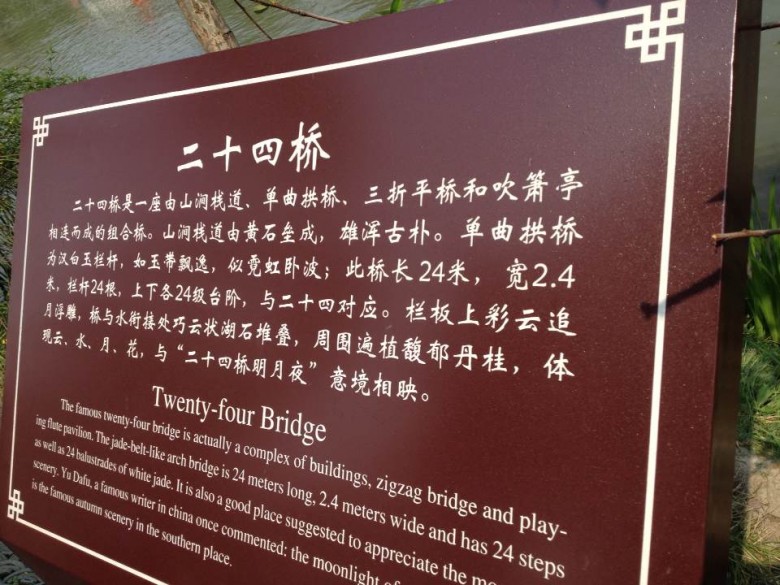 二十四桥
二十四桥是一座由山涧栈道、单曲拱桥、三折平桥和吹箫亭
相连而成的组合桥。山涧栈道由黄石垒成，雄浑古朴。单曲拱桥
为汉白玉栏杆，如玉带飘逸，似霓虹卧波；此桥长24米，宽2.4
米，栏杆24根，上下各24级台阶，与二十四对应。栏板上彩云追
月浮雕，桥与水衔接处巧云状湖石堆叠，周围遍植馥郁丹桂，体
现云、水、月、花，与“二十四桥明月夜”意境相映。
Twenty-four Bridge
The famous twenty-four bridge is actually a complex of buildings, zigzag bridge and play-
ing flute pavilion. The jade-belt-like arch bridge is 24 meters long, 2.4 meters wide and has 24 steps
as well as 24 balustrades of white jade. It is also a good place suggested to appreciate the
scenery. Yu Dafu, a famous writer in china once commented: the moonlight of
is the famous autumn scenery in the southern place.